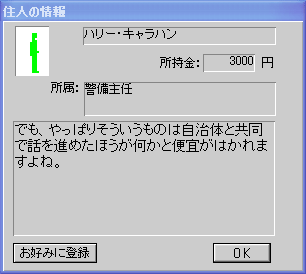 住人の情報
ハリー・キャラハン
所持金: 3000 円
所属: 警備主任
でも、やっぱりそういうものは自治体と共同
で話を進めたほうが何かと便宜がはかれま
すよね。
お好みに登録
OK